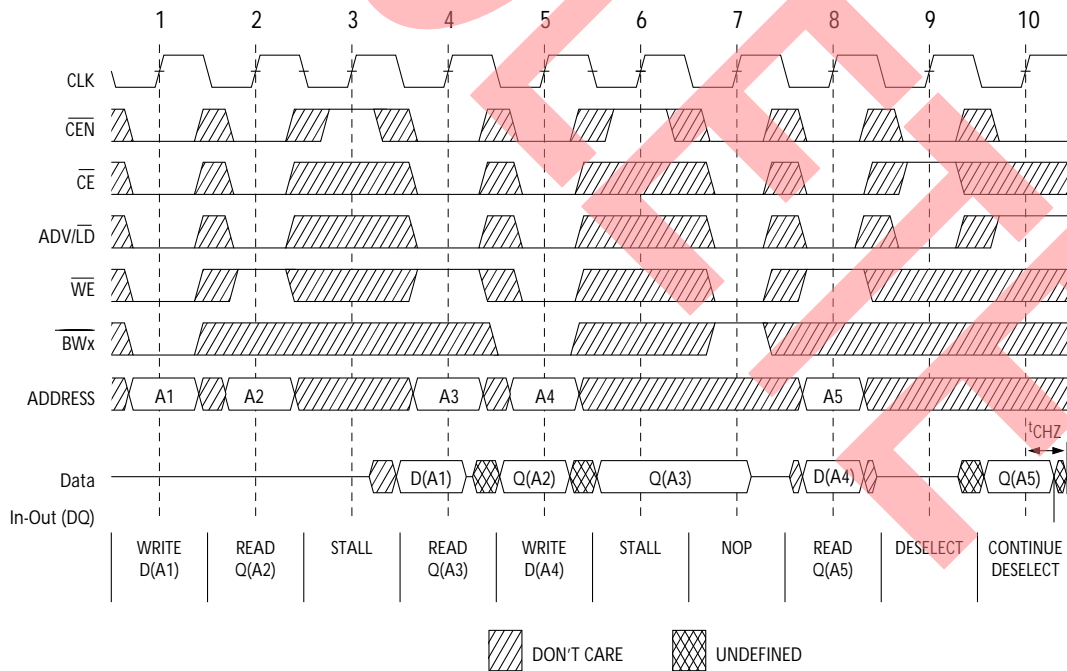 1 2 3 4 5 6 7 8 9 10
CLK
CEN
CE
ADV/LD
WE
BWx
ADDRESS A1 A2 A3 A4 A5
tCHZ
Data D(A1) Q(A2) Q(A3) D(A4) Q(A5)
In-Out (DQ)
WRITE READ STALL READ WRITE STALL NOP READ DESELECT CONTINUE
D(A1) Q(A2) Q(A3) D(A4) Q(A5) DESELECT
DON'T CARE UNDEFINED